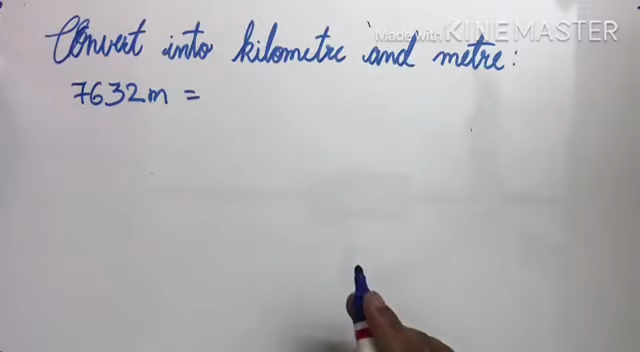 Made With KINEMASTER
Convert into kilometre and metre:
7632m =